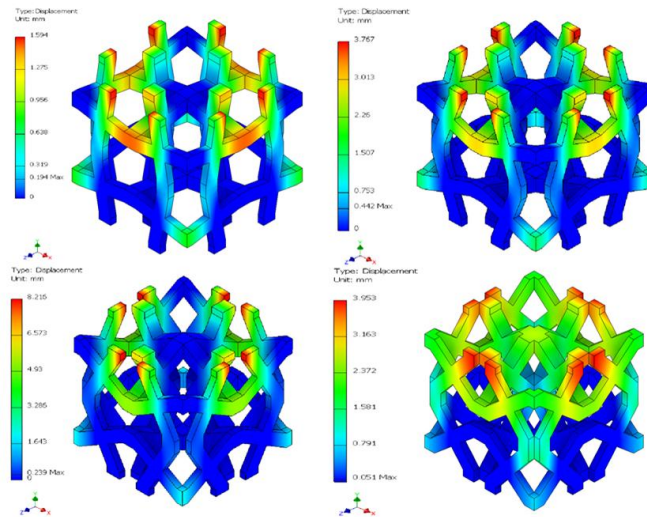 Type: Displacement
Unit: mm
1.594
1.275
0.956
0.638
0.319
0.194 Max
0
Y
Z
X
Type: Displacement
Unit: mm
3.767
3.013
2.26
1.507
0.753
0.442 Max
0
Y
Z
X
Type: Displacement
Unit: mm
8.216
6.573
4.93
3.286
1.643
0.239 Max
0
Y
Z
X
Type: Displacement
Unit: mm
3.953
3.163
2.372
1.581
0.791
0.051 Max
Y
Z
X